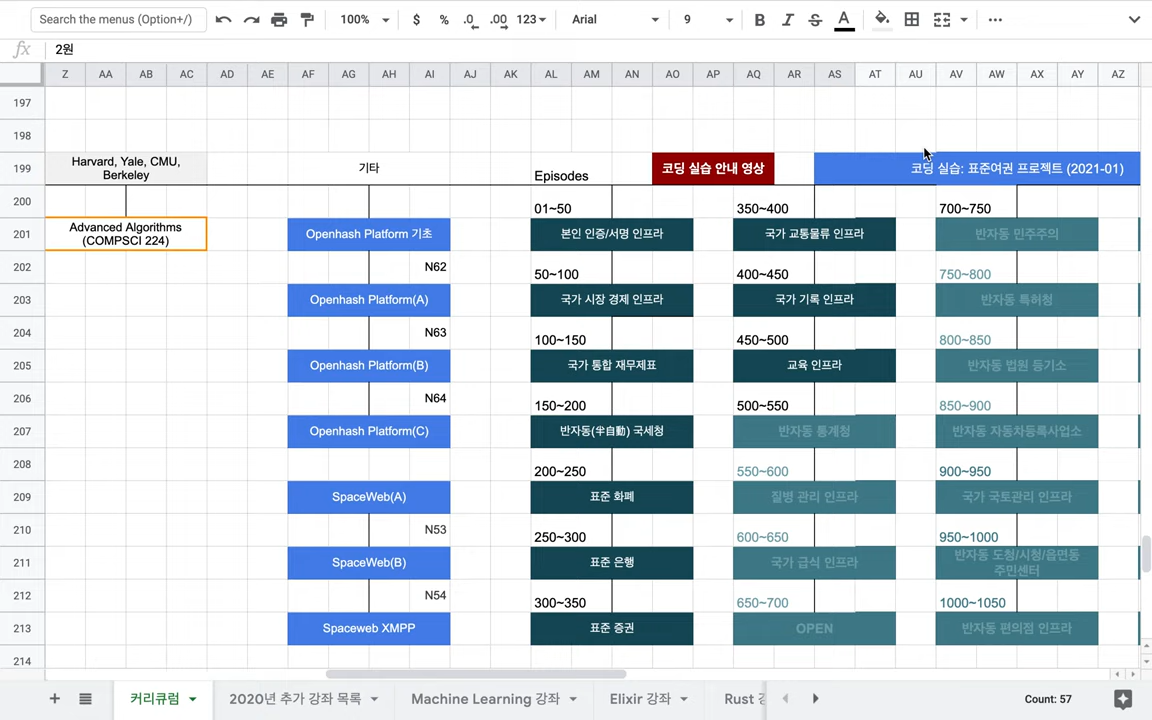 Search the menus (Option+/) 100% $ % .0 .00 123 Arial 9 B I S A
fx 2원
Z AA AB AC AD AE AF AG AH AI AJ AK AL AM AN AO AP AQ AR AS AT AU AV AW AX AY AZ
197
198
199 Harvard, Yale, CMU, Berkeley 기타 Episodes 코딩 실습 안내 영상 코딩 실습: 표준여권 프로젝트 (2021-01)
200 01~50 350~400 700~750
201 Advanced Algorithms (COMPSCI 224) Openhash Platform 기초 본인 인증/서명 인프라 국가 교통물류 인프라 반자동 민주주의
202 N62 50~100 400~450 750~800
203 Openhash Platform(A) 국가 시장 경제 인프라 국가 기록 인프라 반자동 특허청
204 N63 100~150 450~500 800~850
205 Openhash Platform(B) 국가 통합 재무제표 교육 인프라 반자동 법원 등기소
206 N64 150~200 500~550 850~900
207 Openhash Platform(C) 반자동(半自動) 국세청 반자동 통계청 반자동 자동차등록사업소
208 200~250 550~600 900~950
209 SpaceWeb(A) 표준 화폐 질병 관리 인프라 국가 국토관리 인프라
210 N53 250~300 600~650 950~1000
211 SpaceWeb(B) 표준 은행 국가 급식 인프라 반자동 도청/시청/읍면동 주민센터
212 N54 300~350 650~700 1000~1050
213 Spaceweb XMPP 표준 증권 OPEN 반자동 편의점 인프라
214
커리큘럼 2020년 추가 강좌 목록 Machine Learning 강좌 Elixir 강좌 Rust Count: 57